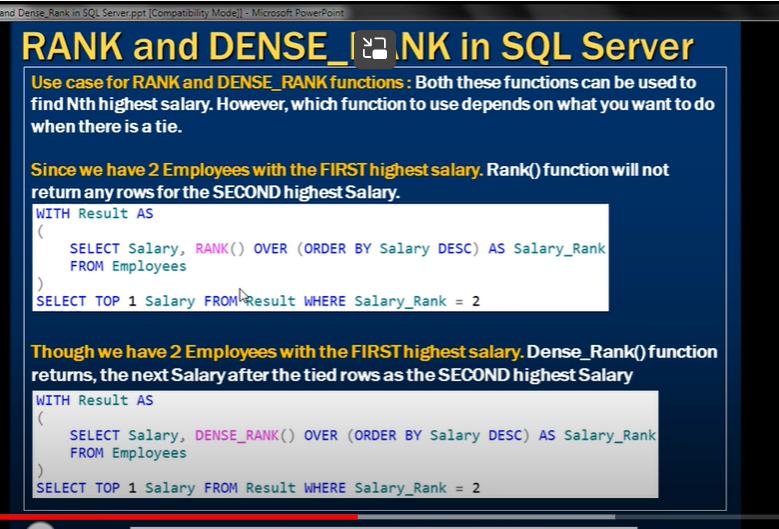 and Dense_Rank in SQL Server.ppt [Compatibility Mode]] - Microsoft PowerPoint
RANK and DENSE_ NK in SQL Server
Use case for RANK and DENSE_RANK functions : Both these functions can be used to
find Nth highest salary. However, which function to use depends on what you want to do
when there is a tie.
Since we have 2 Employees with the FIRST highest salary. Rank() function will not
return any rows for the SECOND highest Salary.
WITH Result AS
(
SELECT Salary, RANK() OVER (ORDER BY Salary DESC) AS Salary_Rank
FROM Employees
)
SELECT TOP 1 Salary FROM Result WHERE Salary_Rank = 2
Though we have 2 Employees with the FIRST highest salary. Dense_Rank() function
returns, the next Salary after the tied rows as the SECOND highest Salary
WITH Result AS
(
SELECT Salary, DENSE_RANK() OVER (ORDER BY Salary DESC) AS Salary_Rank
FROM Employees
)
SELECT TOP 1 Salary FROM Result WHERE Salary_Rank = 2